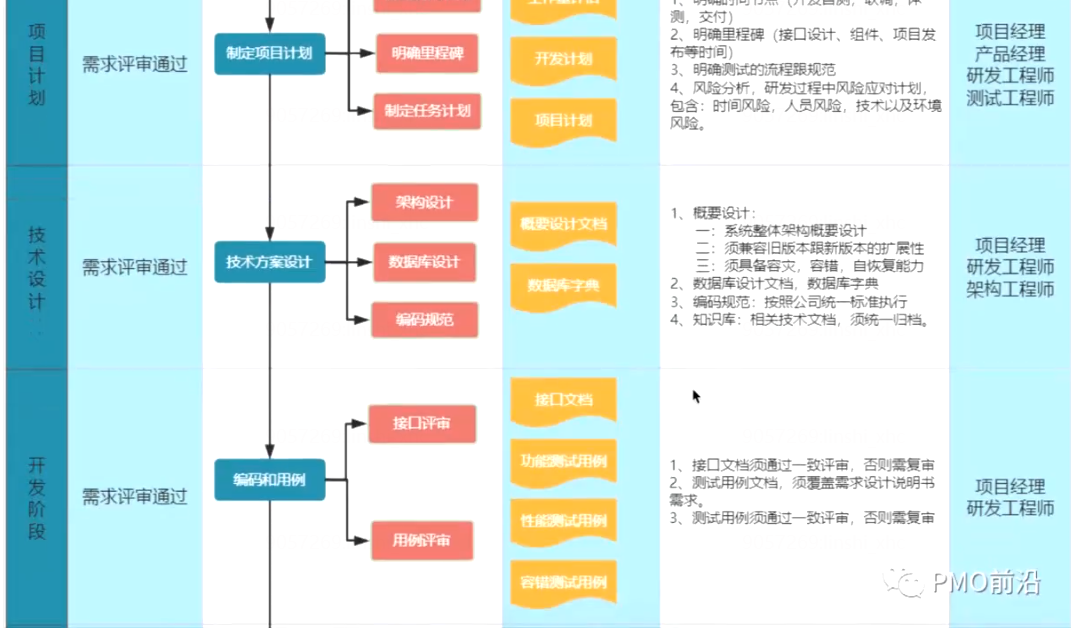 项目计划
需求评审通过
制定项目计划
明确里程碑
制定任务计划
开发计划
项目计划
测，交付）
2、明确里程碑（接口设计、组件、项目发
布等时间）
3、明确测试的流程跟规范
4、风险分析，研发过程中风险应对计划，
包含：时间风险，人员风险，技术以及环境
风险。
项目经理
产品经理
研发工程师
测试工程师
技术设计
需求评审通过
技术方案设计
架构设计
数据库设计
编码规范
概要设计文档
数据库字典
1、概要设计：
一：系统整体架构概要设计
二：须兼容旧版本跟新版本的扩展性
三：须具备容灾，容错，自恢复能力
2、数据库设计文档，数据库字典
3、编码规范：按照公司统一标准执行
4、知识库：相关技术文档，须统一归档。
项目经理
研发工程师
架构工程师
开发阶段
需求评审通过
编码和用例
接口评审
用例评审
接口文档
功能测试用例
性能测试用例
容错测试用例
1、接口文档须通过一致评审，否则需复审
2、测试用例文档，须覆盖需求设计说明书
需求。
3、测试用例须通过一致评审，否则需复审
项目经理
研发工程师
PMO前沿